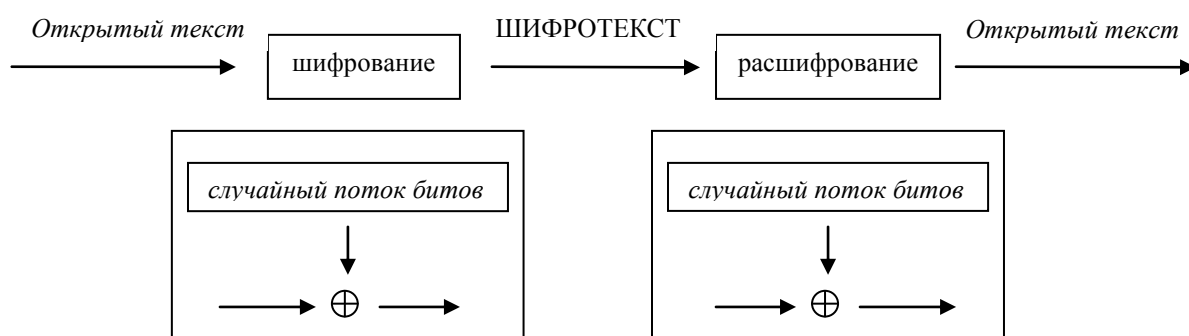 Открытый текст ШИФРОТЕКСТ Открытый текст
шифрование расшифрование
случайный поток битов случайный поток битов